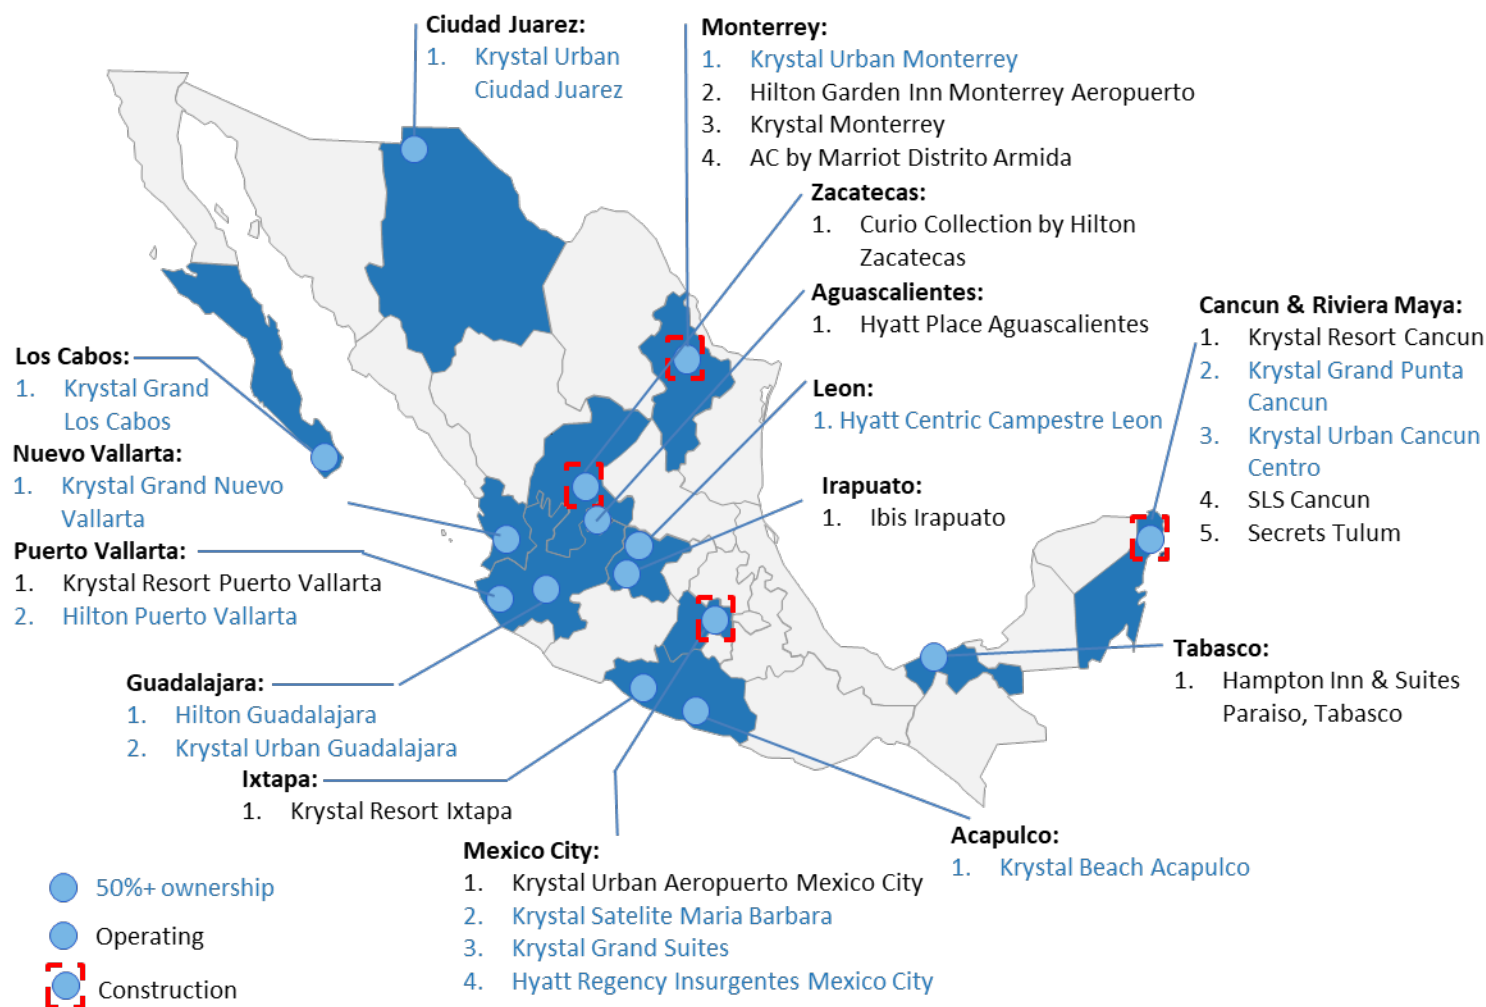 Ciudad Juarez:
1. Krystal Urban
Ciudad Juarez
Monterrey:
1. Krystal Urban Monterrey
2. Hilton Garden Inn Monterrey Aeropuerto
3. Krystal Monterrey
4. AC by Marriot Distrito Armida
Zacatecas:
1. Curio Collection by Hilton
Zacatecas
Aguascalientes:
1. Hyatt Place Aguascalientes
Leon:
1. Hyatt Centric Campestre Leon
Irapuato:
1. Ibis Irapuato
Cancun & Riviera Maya:
1. Krystal Resort Cancun
2. Krystal Grand Punta
Cancun
3. Krystal Urban Cancun
Centro
4. SLS Cancun
5. Secrets Tulum
Los Cabos:
1. Krystal Grand
Los Cabos
Nuevo Vallarta:
1. Krystal Grand Nuevo
Vallarta
Puerto Vallarta:
1. Krystal Resort Puerto Vallarta
2. Hilton Puerto Vallarta
Guadalajara:
1. Hilton Guadalajara
2. Krystal Urban Guadalajara
Ixtapa:
1. Krystal Resort Ixtapa
Tabasco:
1. Hampton Inn & Suites
Paraiso, Tabasco
Mexico City:
1. Krystal Urban Aeropuerto Mexico City
2. Krystal Satelite Maria Barbara
3. Krystal Grand Suites
4. Hyatt Regency Insurgentes Mexico City
Acapulco:
1. Krystal Beach Acapulco
50%+ ownership
Operating
Construction